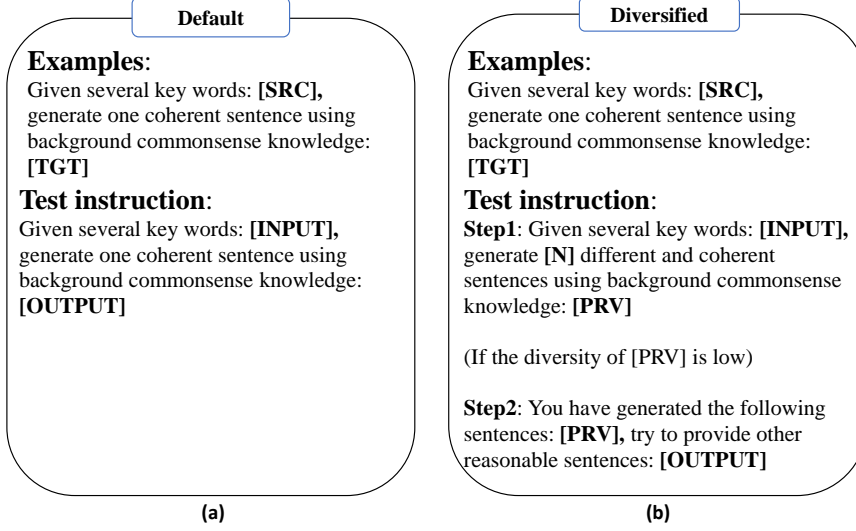 Default
Examples:
Given several key words: [SRC],
generate one coherent sentence using
background commonsense knowledge:
[TGT]
Test instruction:
Given several key words: [INPUT],
generate one coherent sentence using
background commonsense knowledge:
[OUTPUT]
(a)
Diversified
Examples:
Given several key words: [SRC],
generate one coherent sentence using
background commonsense knowledge:
[TGT]
Test instruction:
Step1: Given several key words: [INPUT],
generate [N] different and coherent
sentences using background commonsense
knowledge: [PRV]
(If the diversity of [PRV] is low)
Step2: You have generated the following
sentences: [PRV], try to provide other
reasonable sentences: [OUTPUT]
(b)